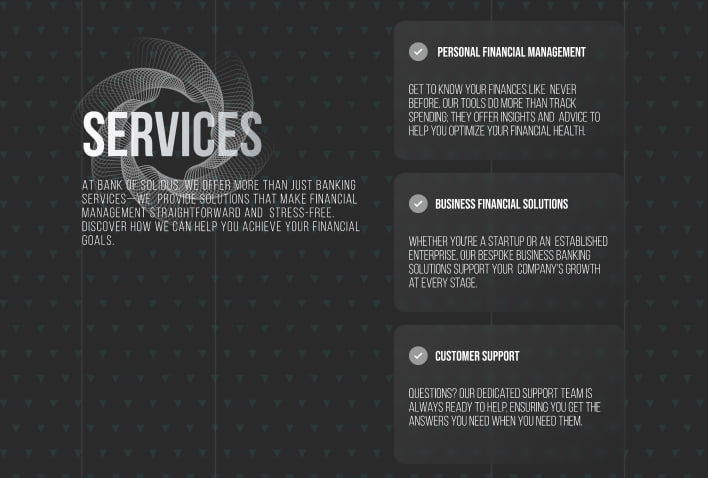 SERVICES
AT BANK OF SOLIDUS, WE OFFER MORE THAN JUST BANKING
SERVICES—WE PROVIDE SOLUTIONS THAT MAKE FINANCIAL
MANAGEMENT STRAIGHTFORWARD AND STRESS-FREE.
DISCOVER HOW WE CAN HELP YOU ACHIEVE YOUR FINANCIAL
GOALS.
PERSONAL FINANCIAL MANAGEMENT
GET TO KNOW YOUR FINANCES LIKE NEVER
BEFORE. OUR TOOLS DO MORE THAN TRACK
SPENDING; THEY OFFER INSIGHTS AND ADVICE TO
HELP YOU OPTIMIZE YOUR FINANCIAL HEALTH.
BUSINESS FINANCIAL SOLUTIONS
WHETHER YOU'RE A STARTUP OR AN ESTABLISHED
ENTERPRISE, OUR BESPOKE BUSINESS BANKING
SOLUTIONS SUPPORT YOUR COMPANY'S GROWTH
AT EVERY STAGE.
CUSTOMER SUPPORT
QUESTIONS? OUR DEDICATED SUPPORT TEAM IS
ALWAYS READY TO HELP, ENSURING YOU GET THE
ANSWERS YOU NEED WHEN YOU NEED THEM.